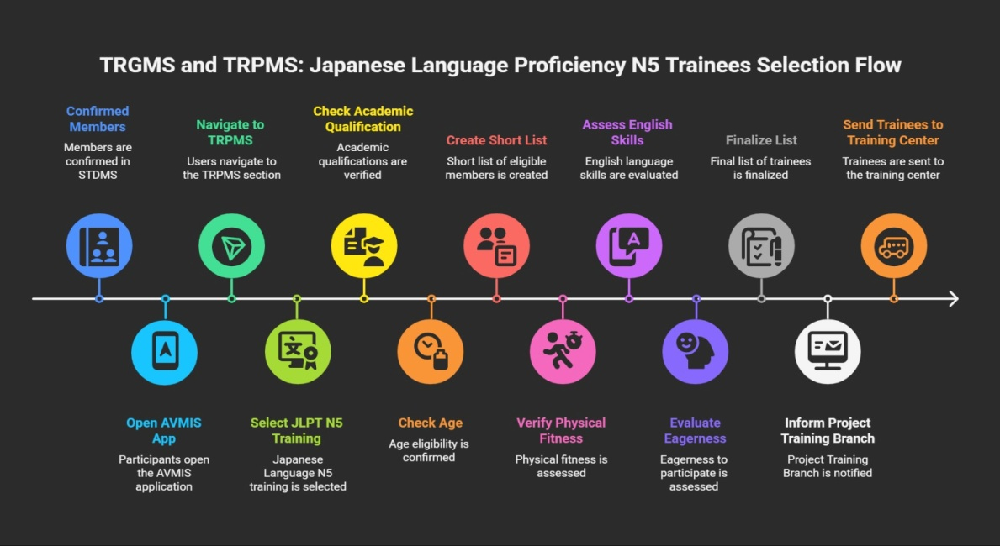 TRGMS and TRPMS: Japanese Language Proficiency N5 Trainees Selection Flow
Confirmed
Members
Members are
confirmed in
STDMS
Open AVMIS
App
Participants open
the AVMIS
application
Navigate to
TRPMS
Users navigate to
the TRPMS section
Select JLPT N5
Training
Japanese
Language N5
training is selected
Check Academic
Qualification
Academic
qualifications are
verified
Check Age
Age eligibility is
confirmed
Create Short List
Short list of eligible
members is created
Verify Physical
Fitness
Physical fitness is
assessed
Assess English
Skills
English language
skills are evaluated
A
Evaluate
Eagerness
Eagerness to
participate is
assessed
Finalize List
Final list of trainees
is finalized
Inform Project
Training Branch
Project Training
Branch is notified
Send Trainees to
Training Center
Trainees are sent to
the training center
文